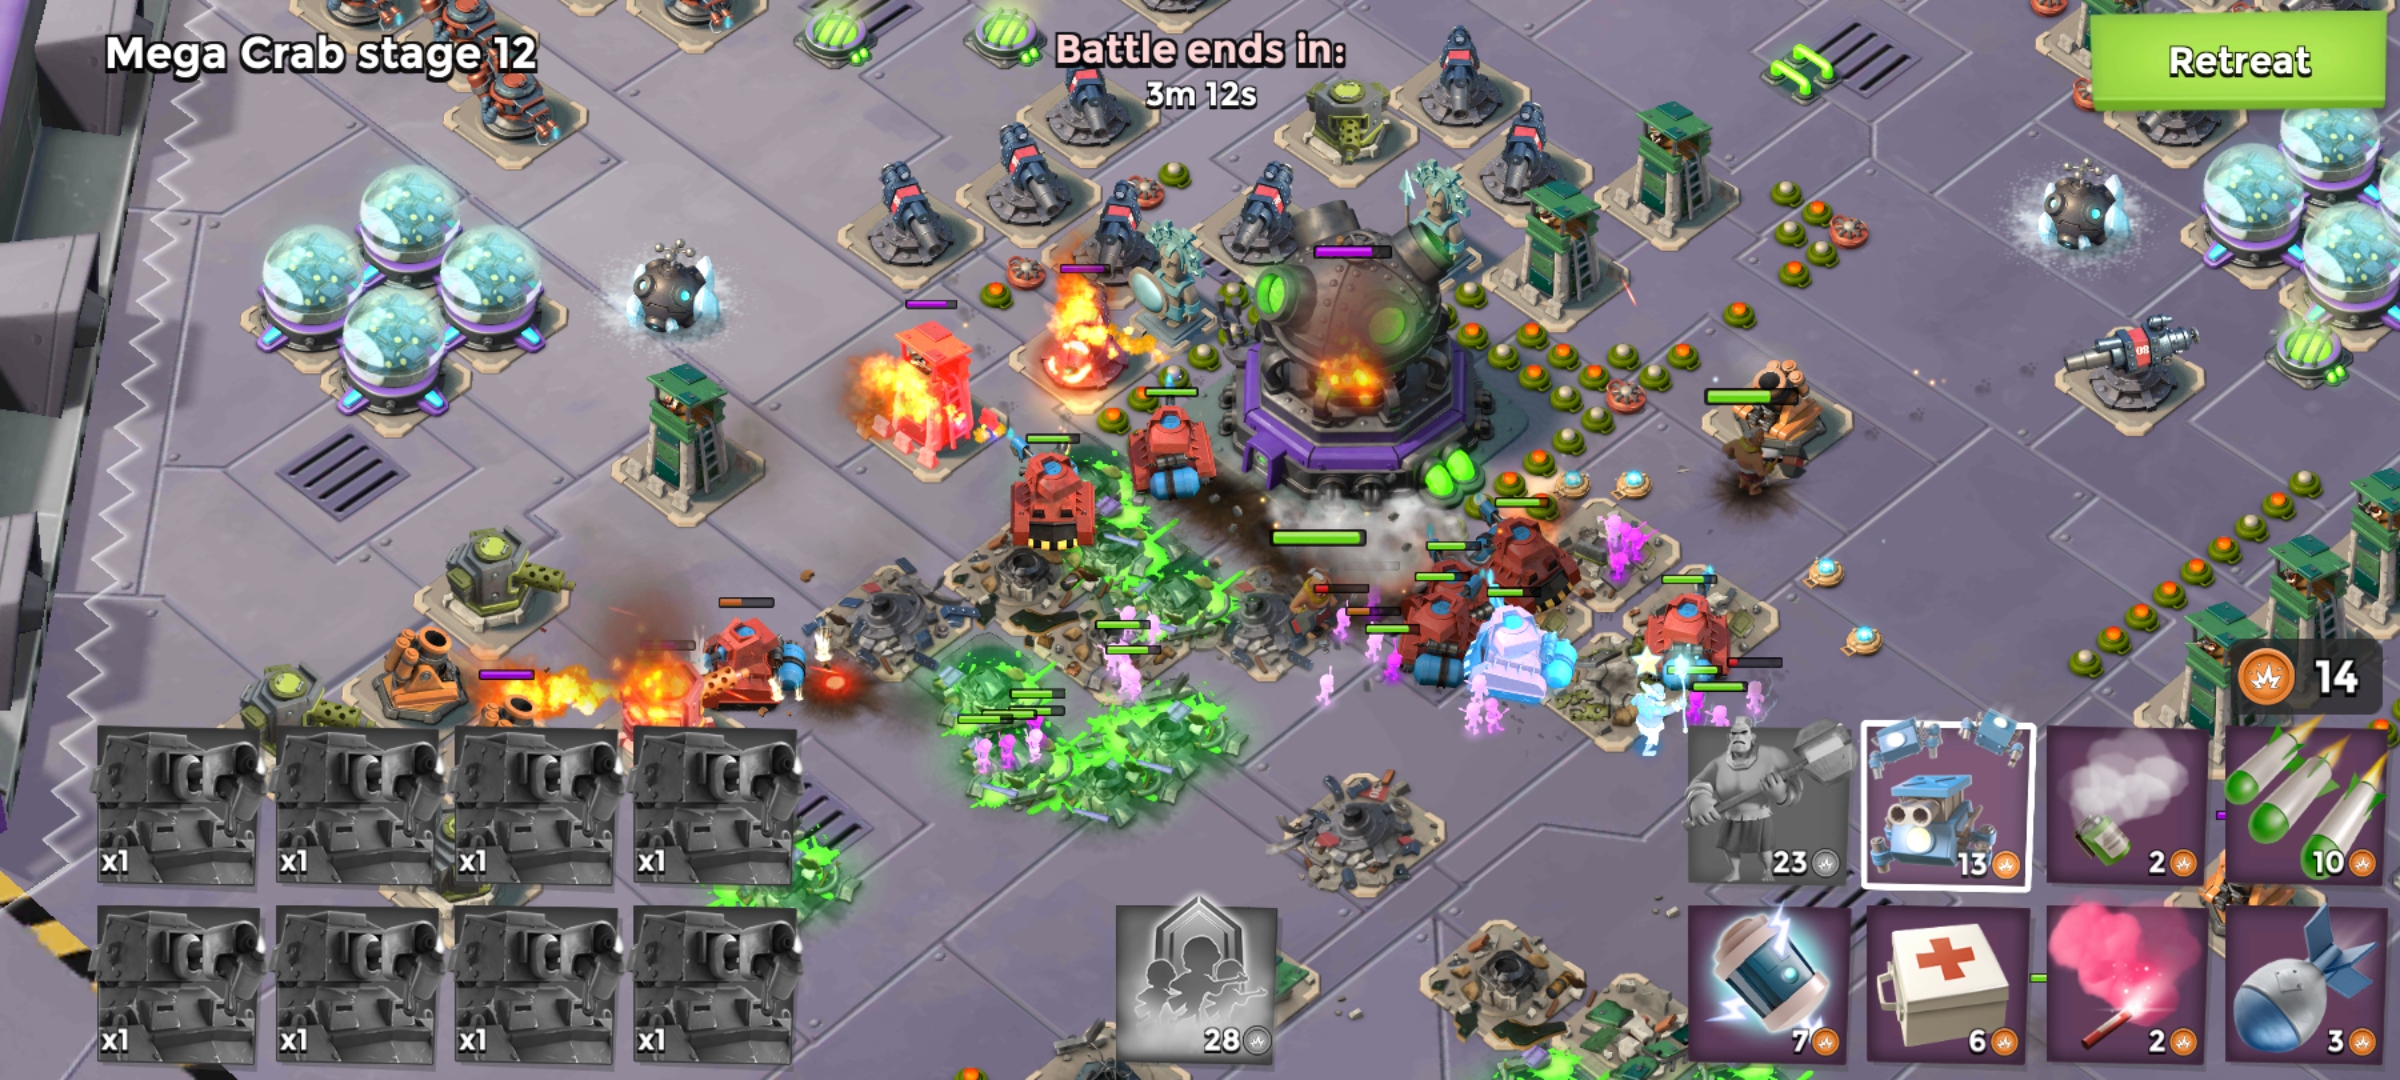 Mega Crab stage 12
Battle ends in:
3m 12s
Retreat
80
14
x1
x1
x1
x1
23
13
2
10
x1
x1
x1
x1
28
7
6
2
3